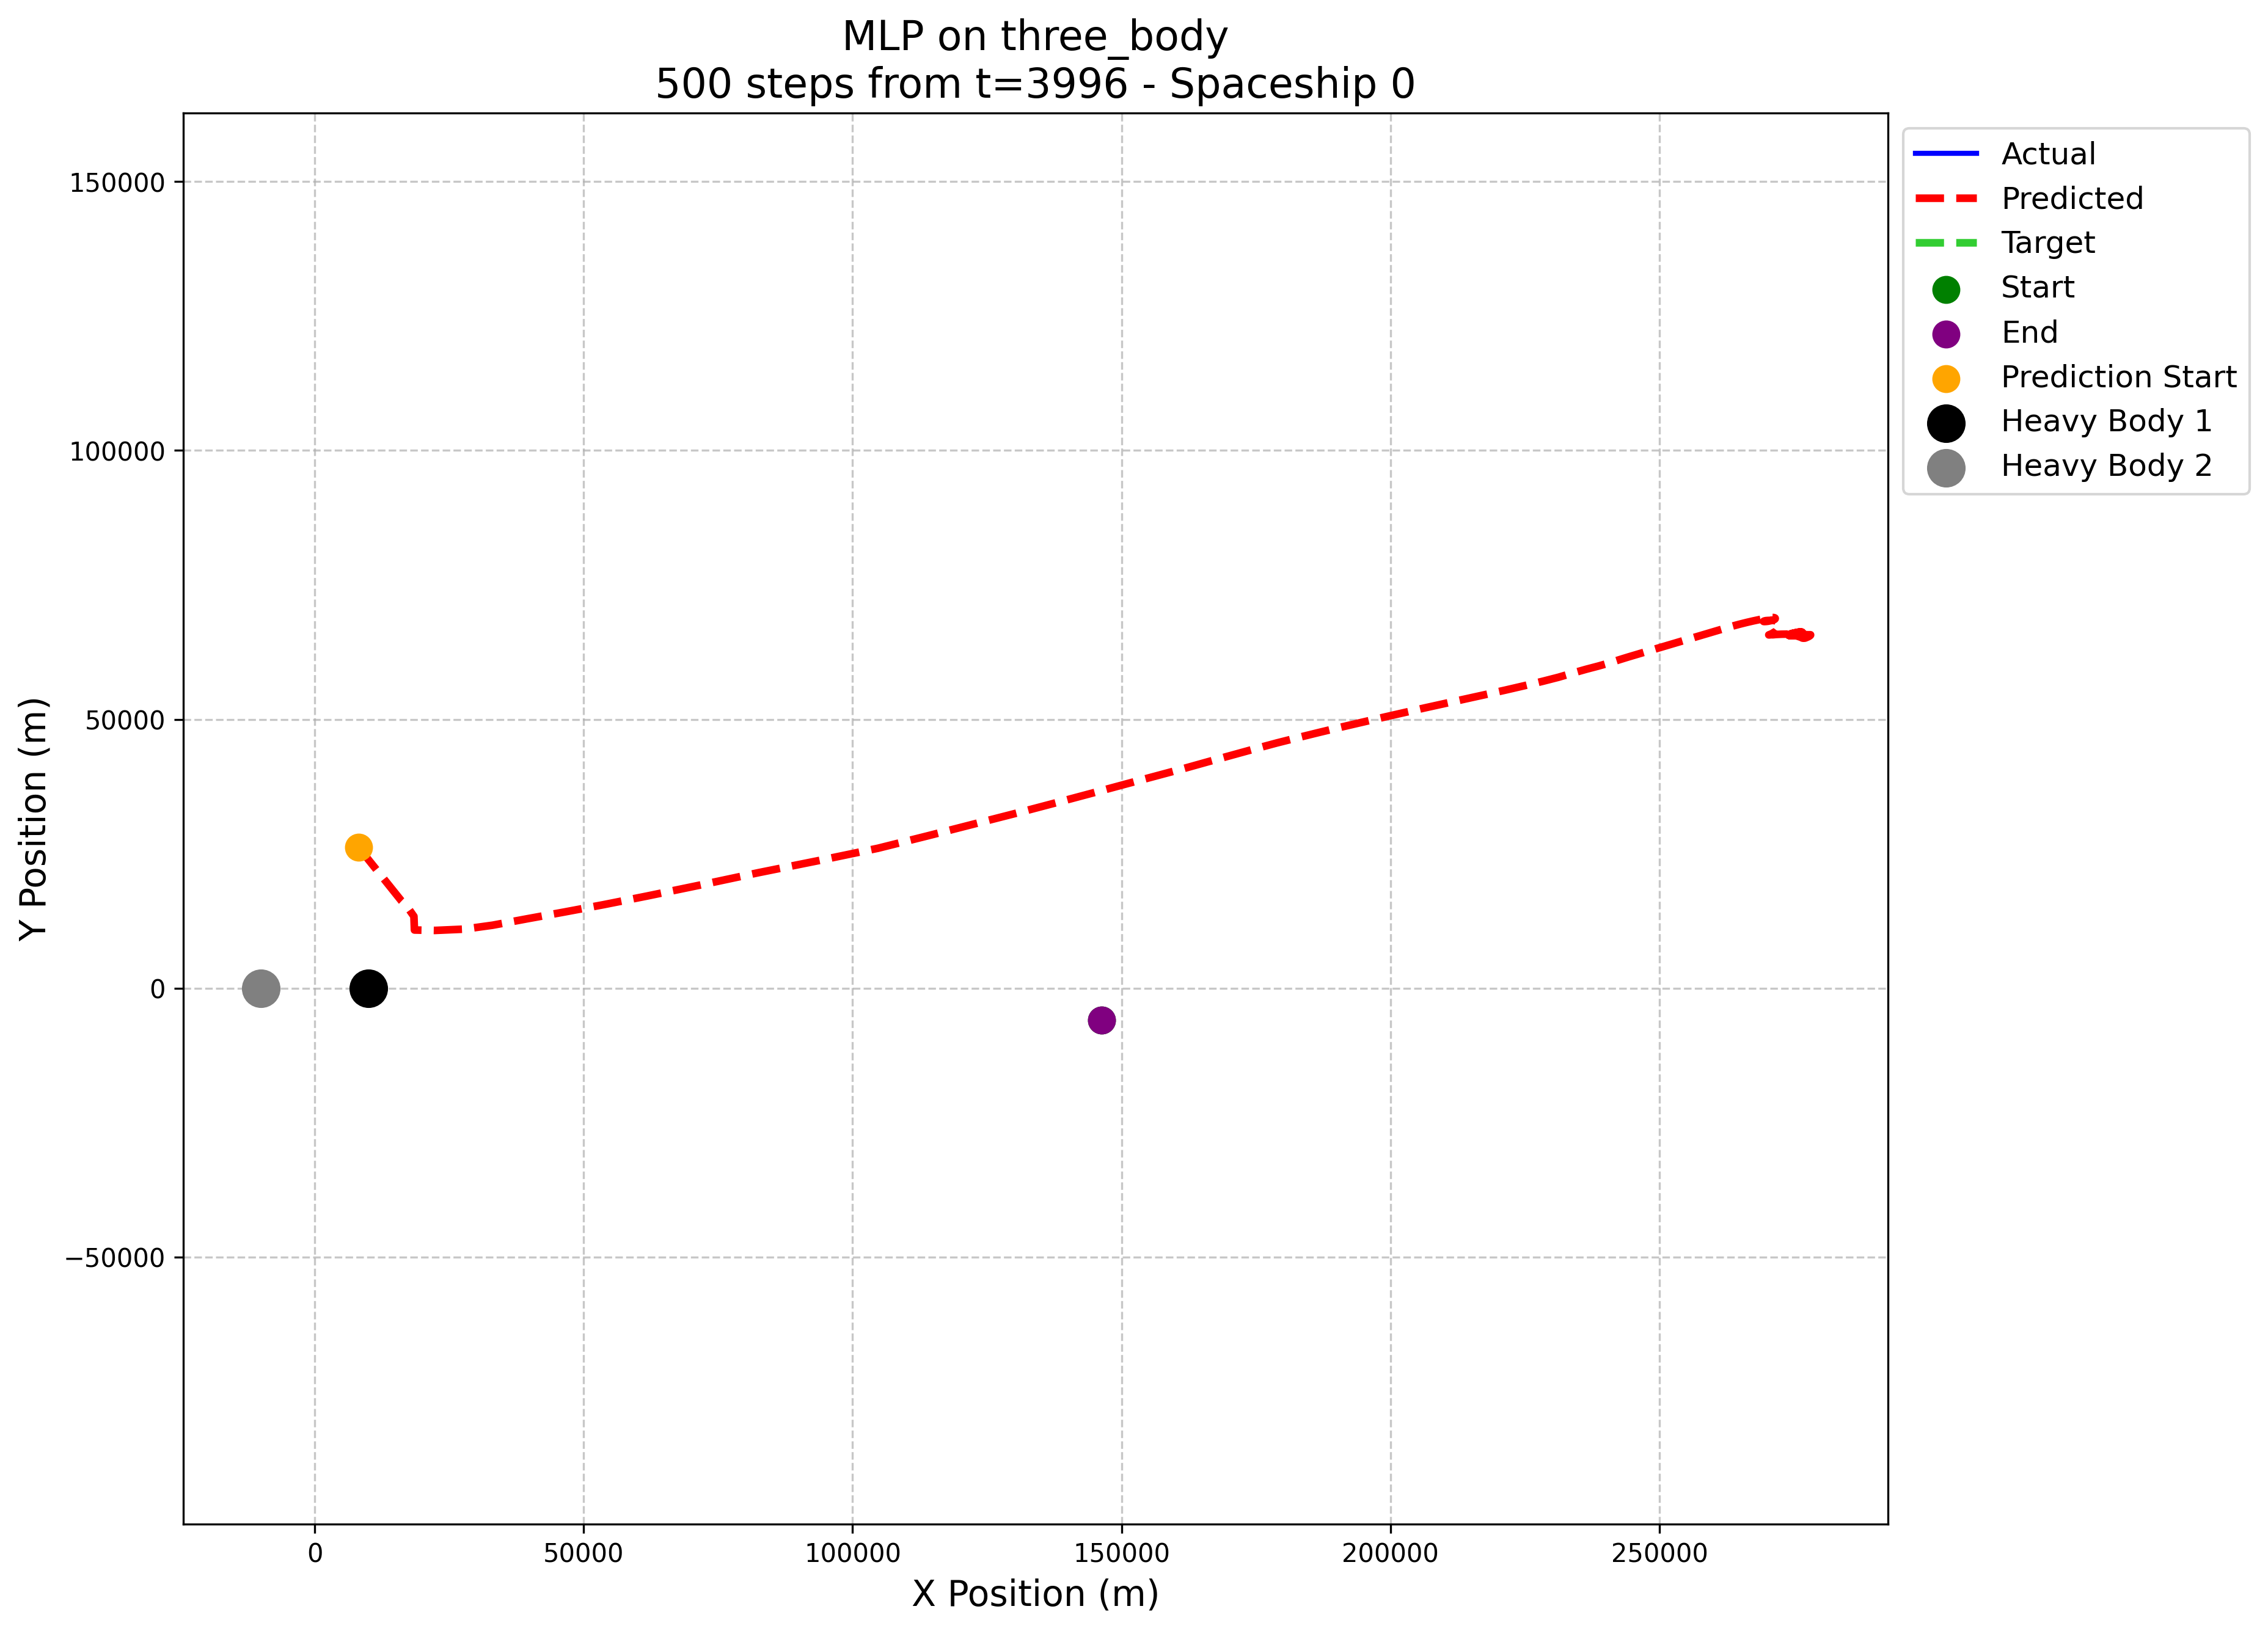 MLP on three_body
500 steps from t=3996 - Spaceship 0
Actual
Predicted
Target
Start
End
Prediction Start
Heavy Body 1
Heavy Body 2
Y Position (m)
150000
100000
50000
0
−50000
0
50000
100000
150000
200000
250000
X Position (m)